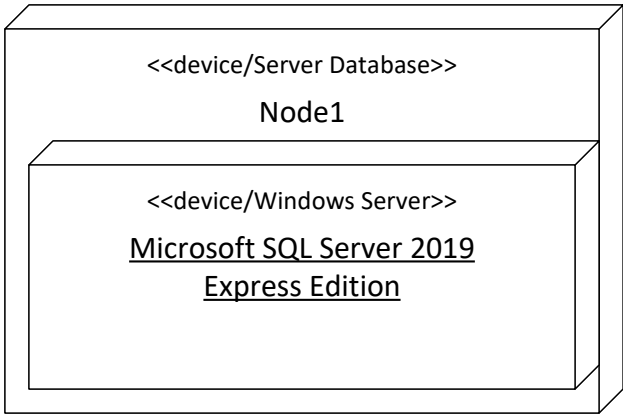 <<device/Server Database>>
Node1
<<device/Windows Server>>
Microsoft SQL Server 2019
Express Edition